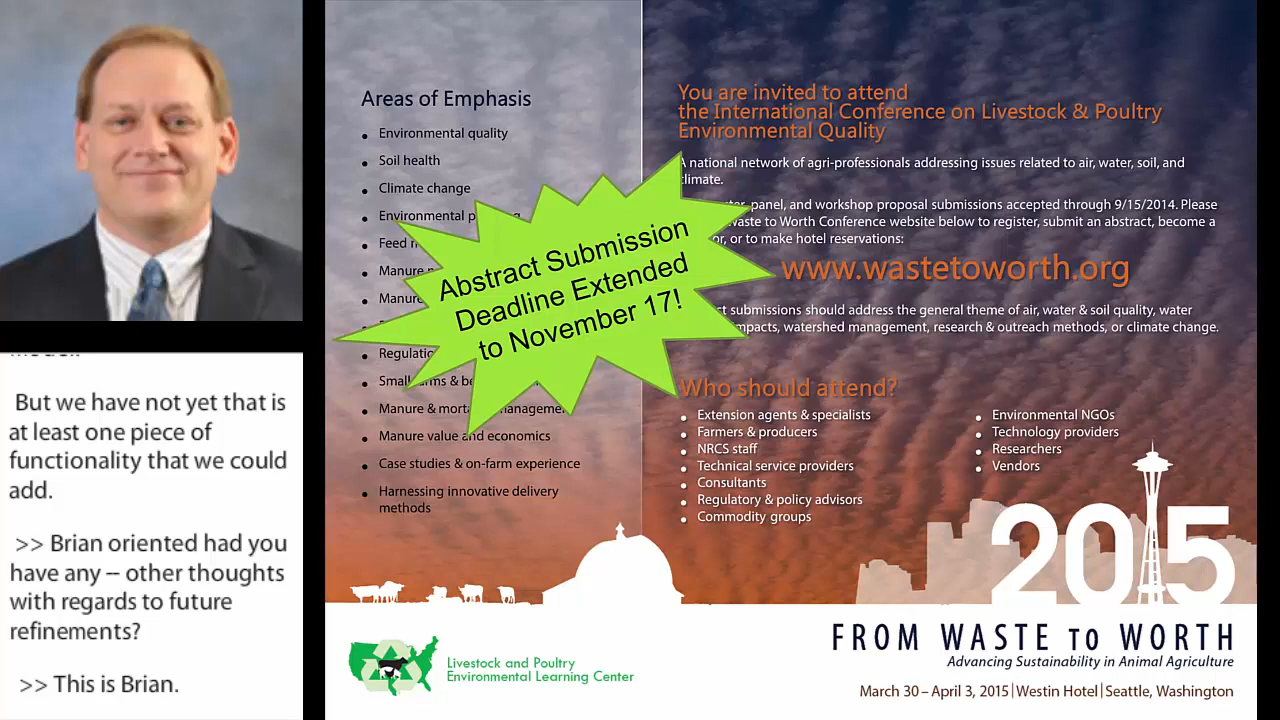 But we have not yet that is
at least one piece of
functionality that we could
add.
>> Brian oriented had you
have any -- other thoughts
with regards to future
refinements?
>> This is Brian.
Areas of Emphasis
Environmental quality
Soil health
Climate change
Environmental
Feed
Manure
Manure
Small
Manure & management
Manure value and economics
Case studies & on-farm experience
Harnessing innovative delivery
methods
Abstract Submission
Deadline Extended
to November 17!
You are invited to attend
the International Conference on Livestock & Poultry
Environmental Quality
A national network of agri-professionals addressing issues related to air, water, soil, and
climate.
panel, and workshop proposal submissions accepted through 9/15/2014. Please
Waste to Worth Conference website below to register, submit an abstract, become a
or, or to make hotel reservations:
www.wastetoworth.org
submissions should address the general theme of air, water & soil quality, water
impacts, watershed management, research & outreach methods, or climate change.
Who should attend?
Extension agents & specialists
Farmers & producers
NRCS staff
Technical service providers
Consultants
Regulatory & policy advisors
Commodity groups
Environmental NGOs
Technology providers
Researchers
Vendors
2015
FROM WASTE TO WORTH
Advancing Sustainability in Animal Agriculture
March 30 – April 3, 2015 | Westin Hotel | Seattle, Washington
Livestock and Poultry
Environmental Learning Center